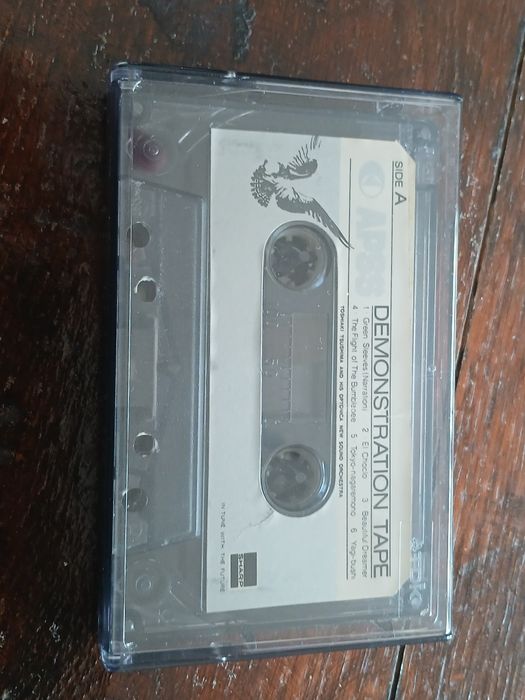 SIDE A
APSS
DEMONSTRATION TAPE
1 Green Sleeves (Narration) 2 El Choclo 3 Beautiful Dreamer
4 The Flight of The Bumblebee 5 Tokyo-nagaremono 6 Yagi-bushi
TOSHIAKI TSUSHIMA AND HIS OPTONICA NEW SOUND ORCHESTRA
SHARP
IN TUNE WITH THE FUTURE